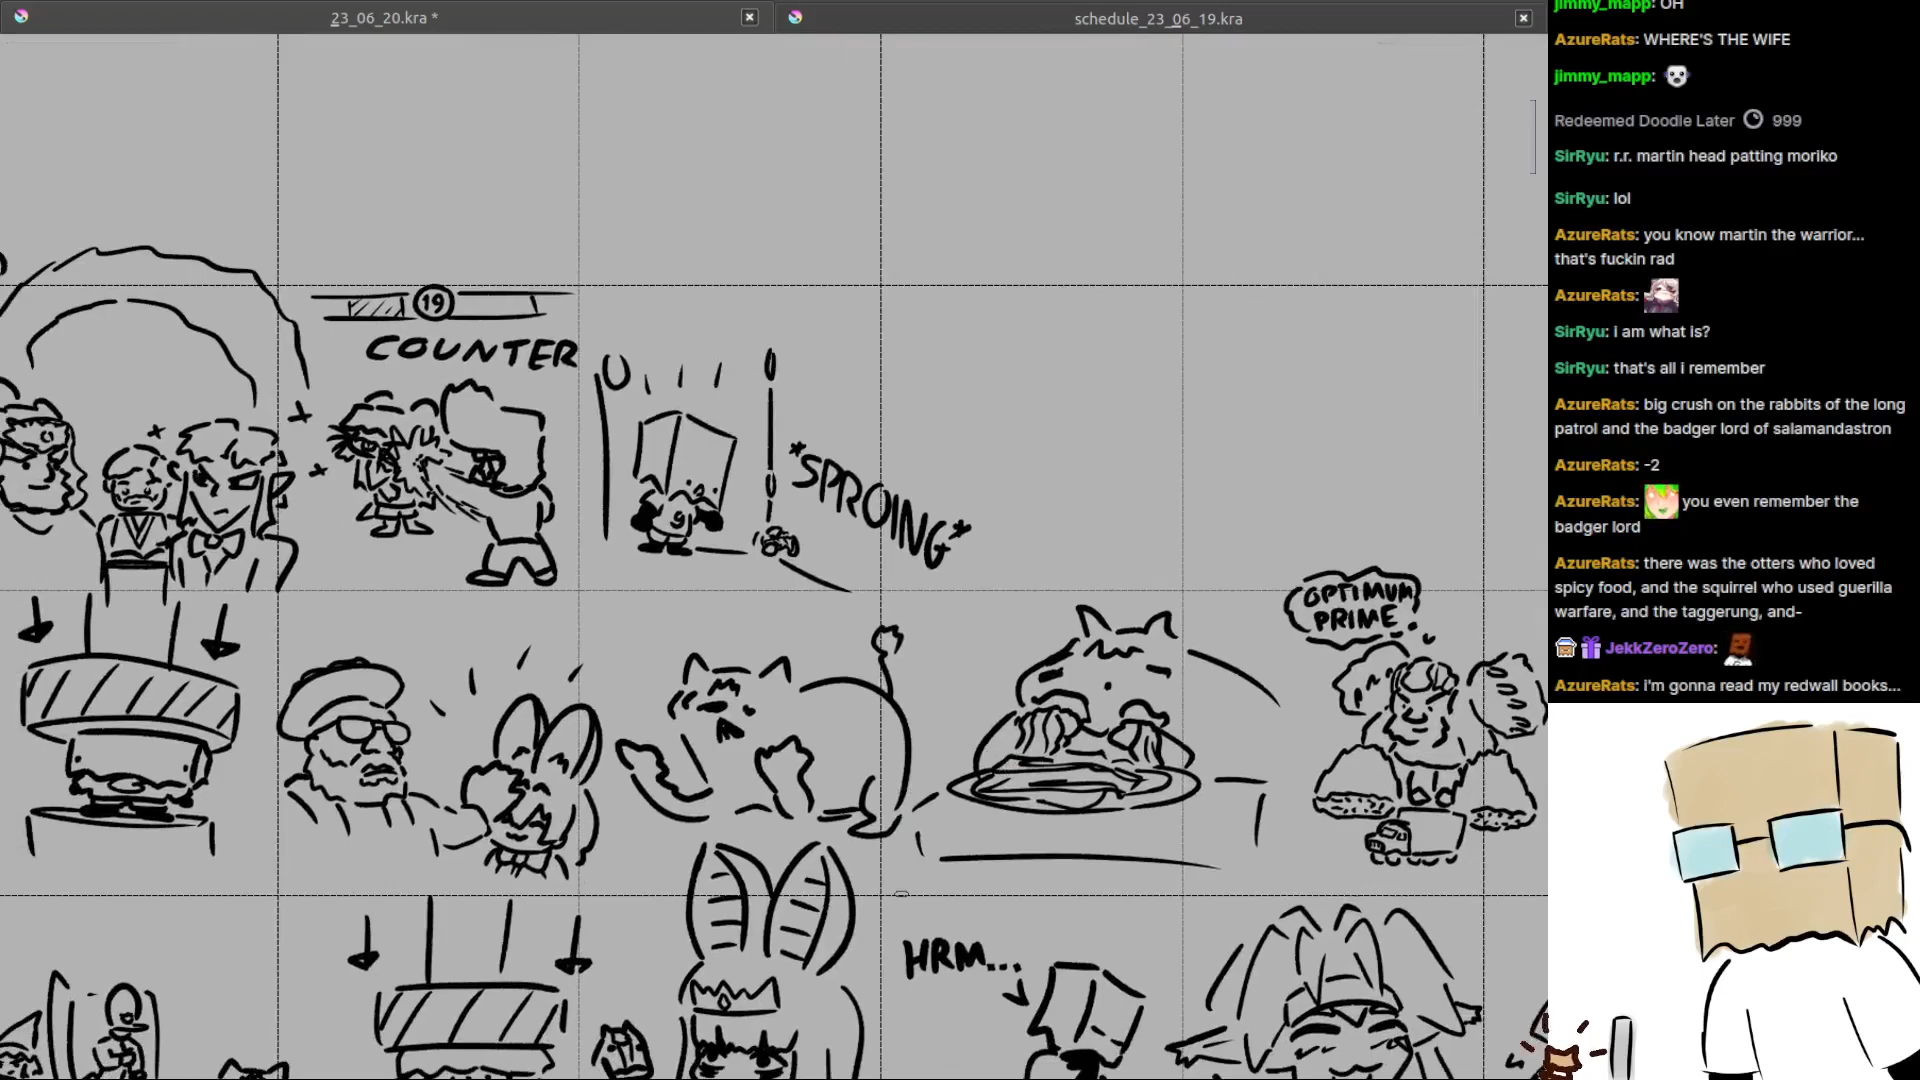 23_06_20.kra *
schedule_23_06_19.kra
19
COUNTER
*SPROING*
9
OPTIMUM
PRIME.
HRM...
jimmy_mapp: OH
AzureRats: WHERE'S THE WIFE
jimmy_mapp:
Redeemed Doodle Later 999
SirRyu: r.r. martin head patting moriko
SirRyu: lol
AzureRats: you know martin the warrior...
that's fuckin rad
AzureRats:
SirRyu: i am what is?
SirRyu: that's all i remember
AzureRats: big crush on the rabbits of the long
patrol and the badger lord of salamandastron
AzureRats: -2
AzureRats: you even remember the
badger lord
AzureRats: there was the otters who loved
spicy food, and the squirrel who used guerilla
warfare, and the taggerung, and-
JekkZeroZero:
AzureRats: i'm gonna read my redwall books...